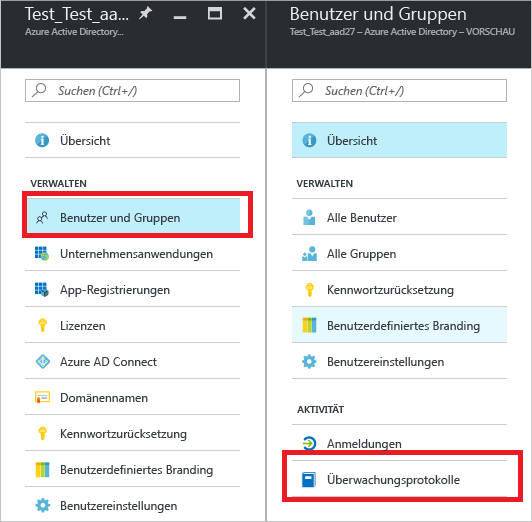 Test_Test_aa...
Azure Active Directory...
Suchen (Ctrl+/)
Übersicht
VERWALTEN
Benutzer und Gruppen
Unternehmensanwendungen
App-Registrierungen
Lizenzen
Azure AD Connect
Domänennamen
Kennwortzurücksetzung
Benutzerdefiniertes Branding
Benutzereinstellungen
Benutzer und Gruppen
Test_Test_aad27 – Azure Active Directory – VORSCHAU
Suchen (Ctrl+/)
Übersicht
VERWALTEN
Alle Benutzer
Alle Gruppen
Kennwortzurücksetzung
Benutzerdefiniertes Branding
Benutzereinstellungen
AKTIVITÄT
Anmeldungen
Überwachungsprotokolle